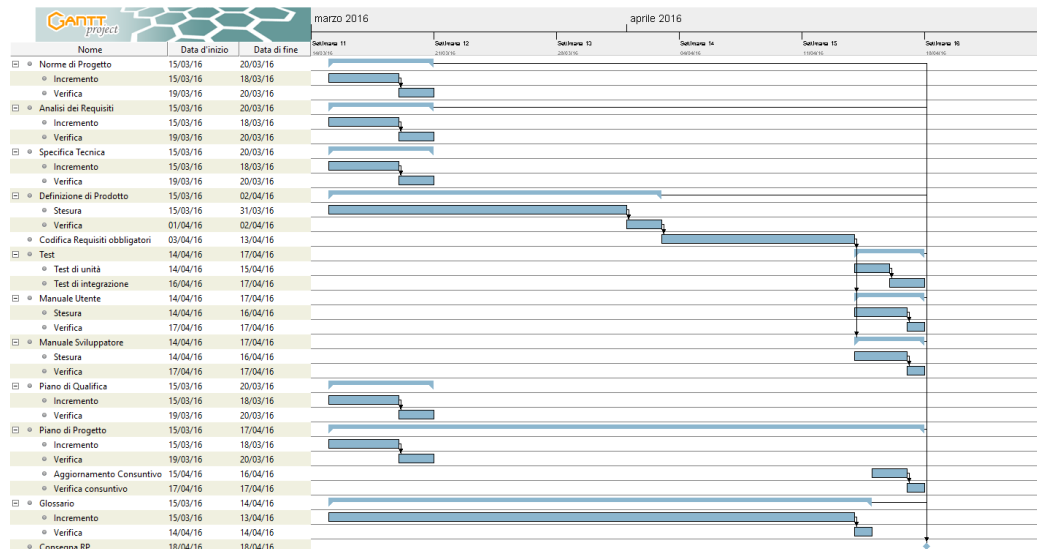 GANTT project
marzo 2016 aprile 2016
Settimana 11 Settimana 12 Settimana 13 Settimana 14 Settimana 15 Settimana 16
Nome Data d'inizio Data di fine
Norme di Progetto 15/03/16 20/03/16
Incremento 15/03/16 18/03/16
Verifica 19/03/16 20/03/16
Analisi dei Requisiti 15/03/16 20/03/16
Incremento 15/03/16 18/03/16
Verifica 19/03/16 20/03/16
Specifica Tecnica 15/03/16 20/03/16
Incremento 15/03/16 18/03/16
Verifica 19/03/16 20/03/16
Definizione di Prodotto 15/03/16 02/04/16
Stesura 15/03/16 31/03/16
Verifica 01/04/16 02/04/16
Codifica Requisiti obbligatori 03/04/16 13/04/16
Test 14/04/16 17/04/16
Test di unità 14/04/16 15/04/16
Test di integrazione 16/04/16 17/04/16
Manuale Utente 14/04/16 17/04/16
Stesura 14/04/16 16/04/16
Verifica 17/04/16 17/04/16
Manuale Sviluppatore 14/04/16 17/04/16
Stesura 14/04/16 16/04/16
Verifica 17/04/16 17/04/16
Piano di Qualifica 15/03/16 20/03/16
Incremento 15/03/16 18/03/16
Verifica 19/03/16 20/03/16
Piano di Progetto 15/03/16 17/04/16
Incremento 15/03/16 18/03/16
Verifica 19/03/16 20/03/16
Aggiornamento Consuntivo 15/04/16 16/04/16
Verifica consuntivo 17/04/16 17/04/16
Glossario 15/03/16 14/04/16
Incremento 15/03/16 13/04/16
Verifica 14/04/16 14/04/16
Consegna RP 18/04/16 18/04/16